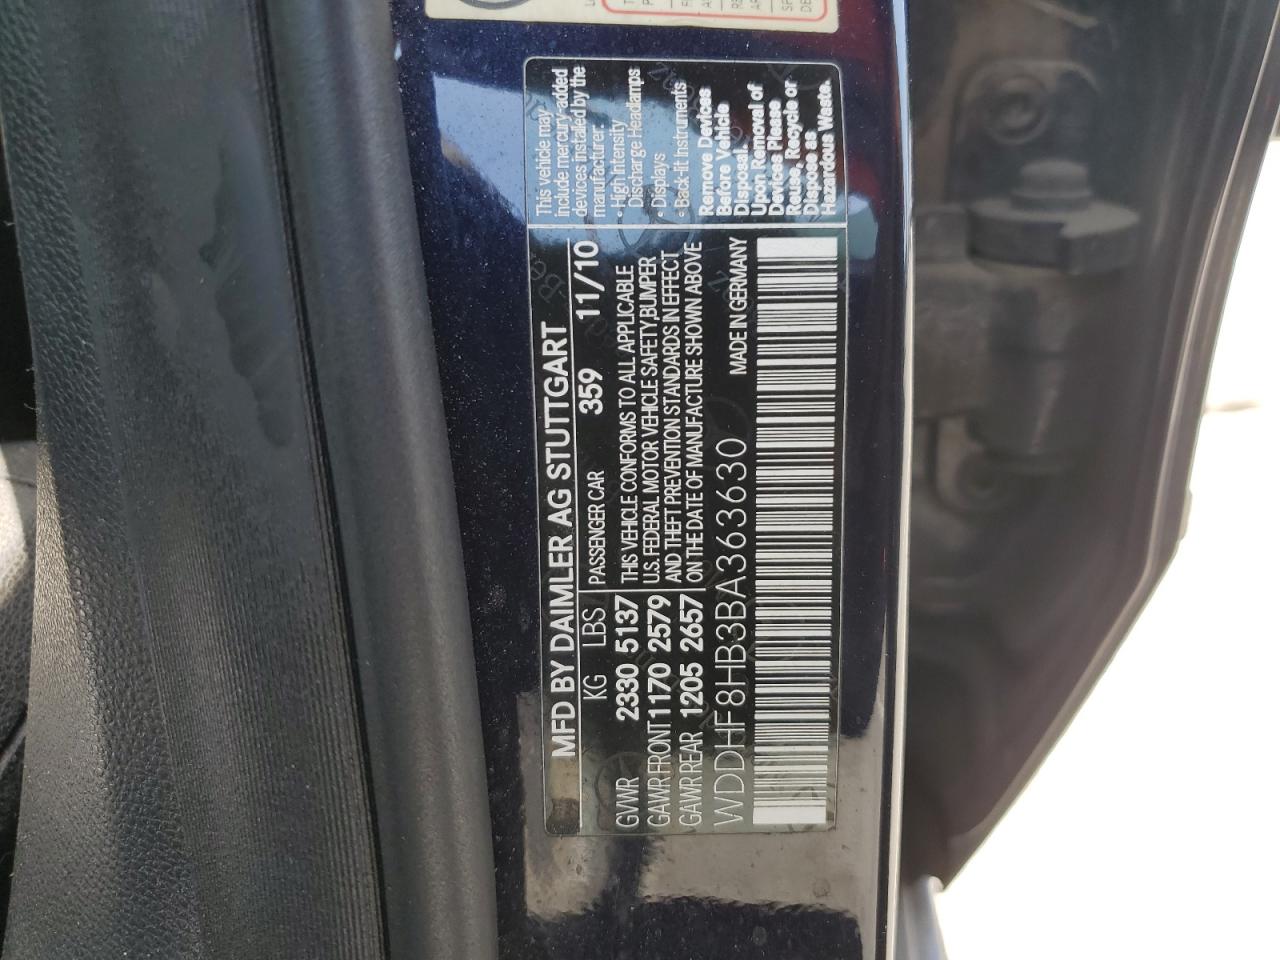 MFD BY DAIMLER AG STUTTGART 11/10
KG LBS PASSENGER CAR 359
GVWR 2330 5137
GAWR FRONT 1170 2579
GAWR REAR 1205 2657
THIS VEHICLE CONFORMS TO ALL APPLICABLE
U.S. FEDERAL MOTOR VEHICLE SAFETY,BUMPER
AND THEFT PREVENTION STANDARDS IN EFFECT
ON THE DATE OF MANUFACTURE SHOWN ABOVE
WDDHF8HB3BA363630 MADE IN GERMANY
This vehicle may
include mercury-added
devices installed by the
manufacturer:
• High Intensity
Discharge Headlamps
• Displays
• Back-lit Instruments
Remove Devices
Before Vehicle
Disposal.
Upon Removal of
Devices Please
Reuse, Recycle or
Dispose as
Hazardous Waste.